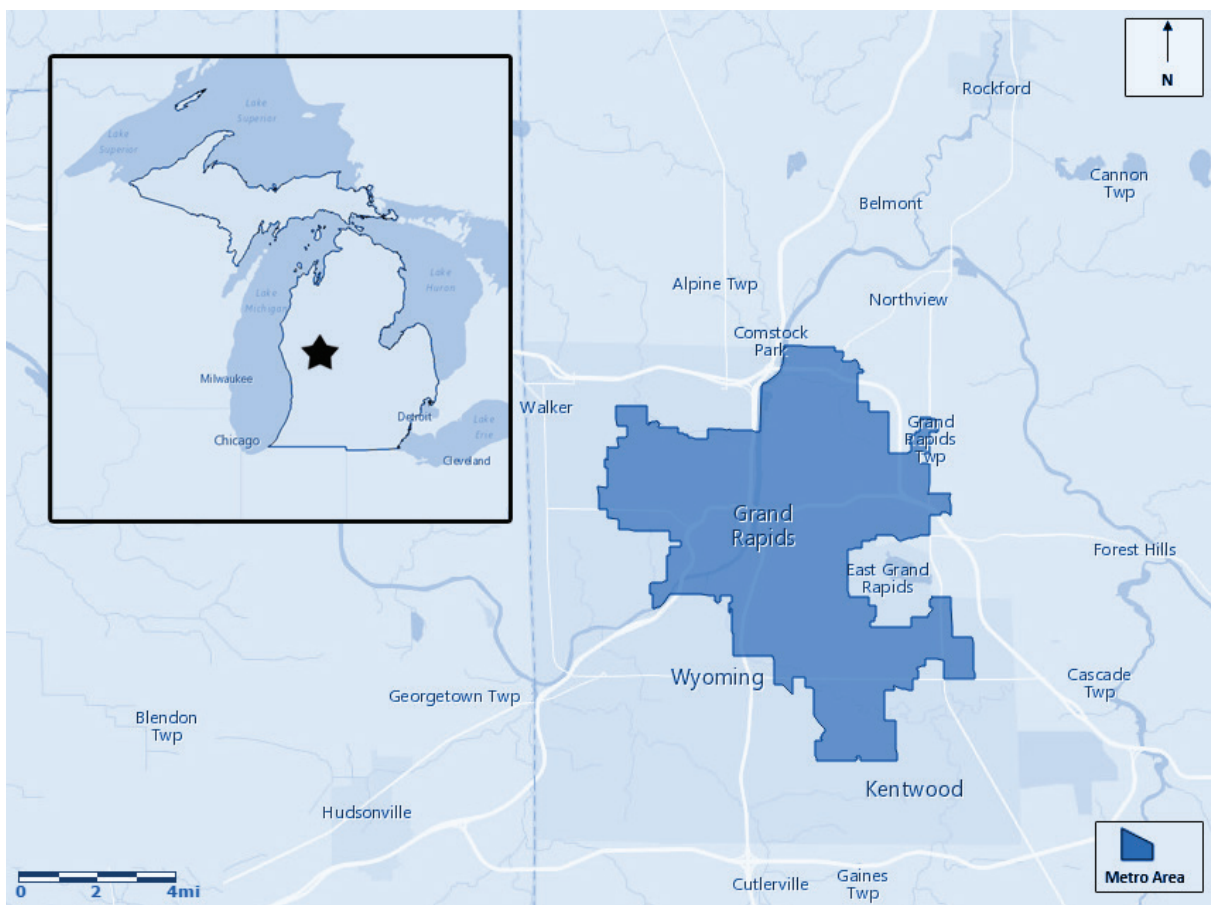 Lake
Superior
Lake
Superior
Lake
Michigan
Lake
Huron
Milwaukee
Detroit
Chicago
Lake
Erie
Cleveland
N
Rockford
Cannon
Twp
Belmont
Alpine Twp
Northview
Comstock
Park
Walker
Grand
Rapids
Twp
Grand
Rapids
Forest Hills
East Grand
Rapids
Wyoming
Cascade
Twp
Georgetown Twp
Blendon
Twp
Kentwood
Hudsonville
Metro Area
0 2 4mi
Cutlerville
Gaines
Twp